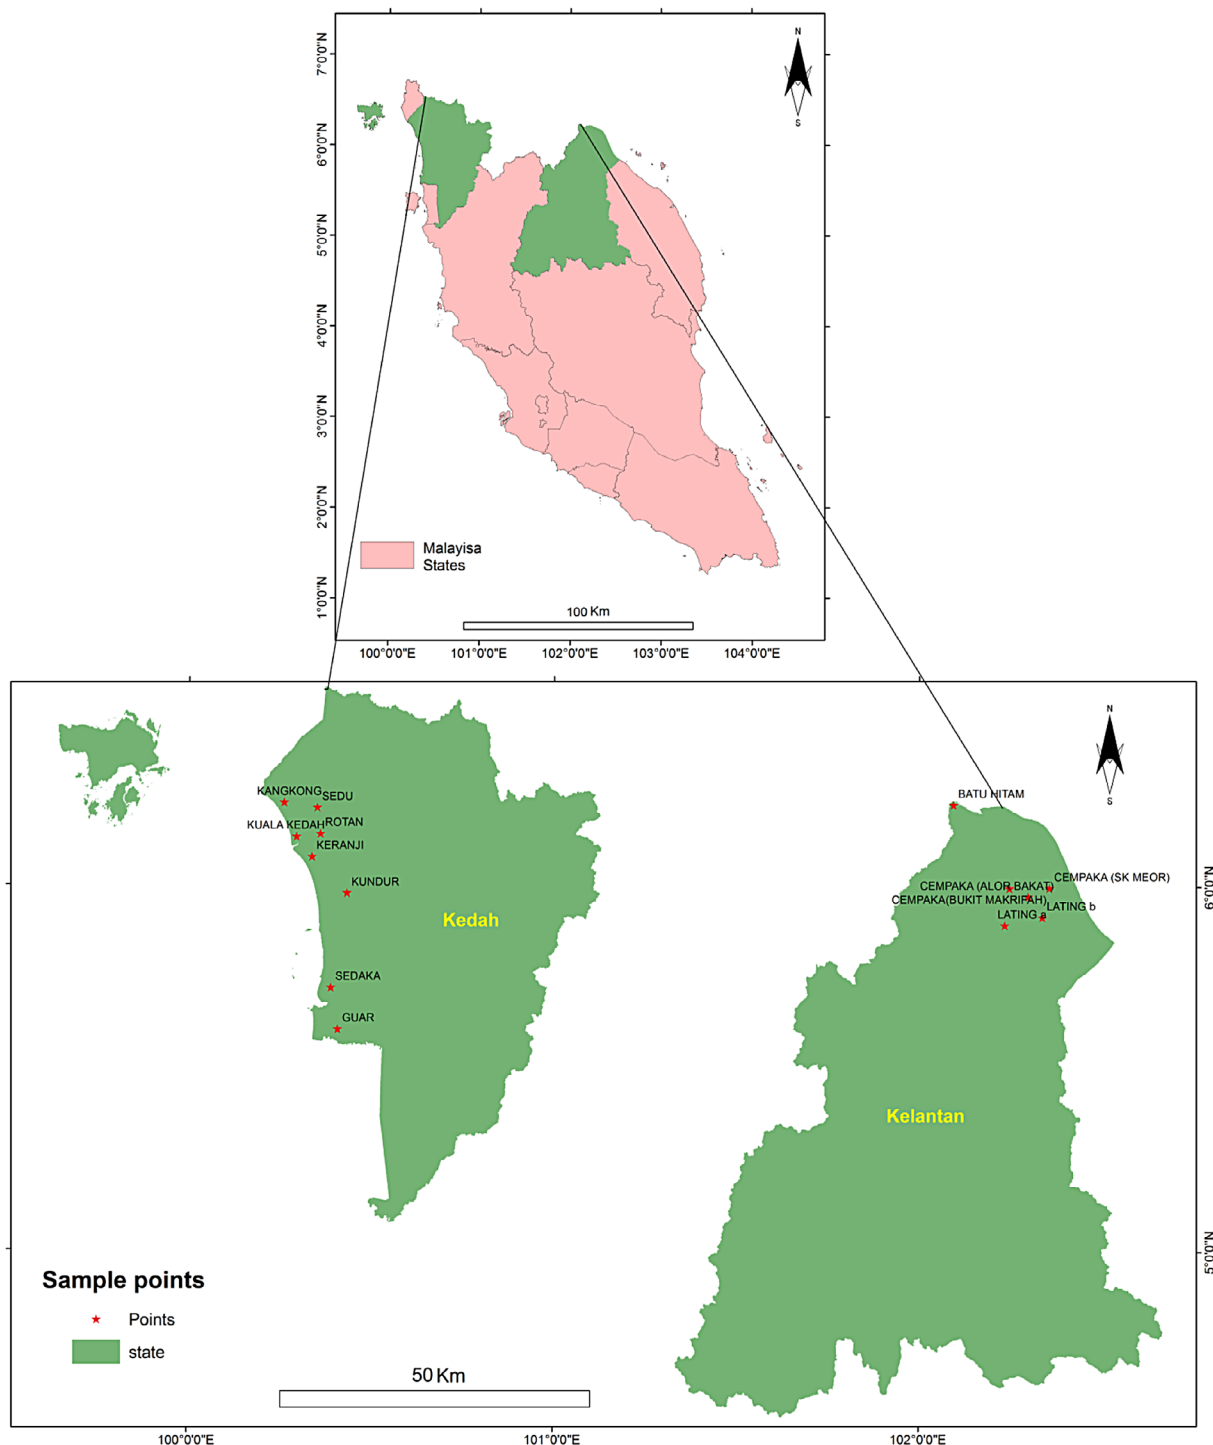 N
S
7°0'0"N
6°0'0"N
5°0'0"N
4°0'0"N
3°0'0"N
2°0'0"N
1°0'0"N
Malayisa
States
100 Km
100°0'0"E
101°0'0"E
102°0'0"E
103°0'0"E
104°0'0"E
N
S
KANGKONG
SEDU
KUALA KEDAH
ROTAN
KERANJI
KUNDUR
Kedah
SEDAKA
GUAR
BATU HITAM
CEMPAKA (SK MEOR)
CEMPAKA (ALOR BAKAT)
CEMPAKA(BUKIT MAKRIFAH)
LATING b
LATING a
Kelantan
6°0'0"N
5°0'0"N
Sample points
Points
state
50 Km
100°0'0"E
101°0'0"E
102°0'0"E